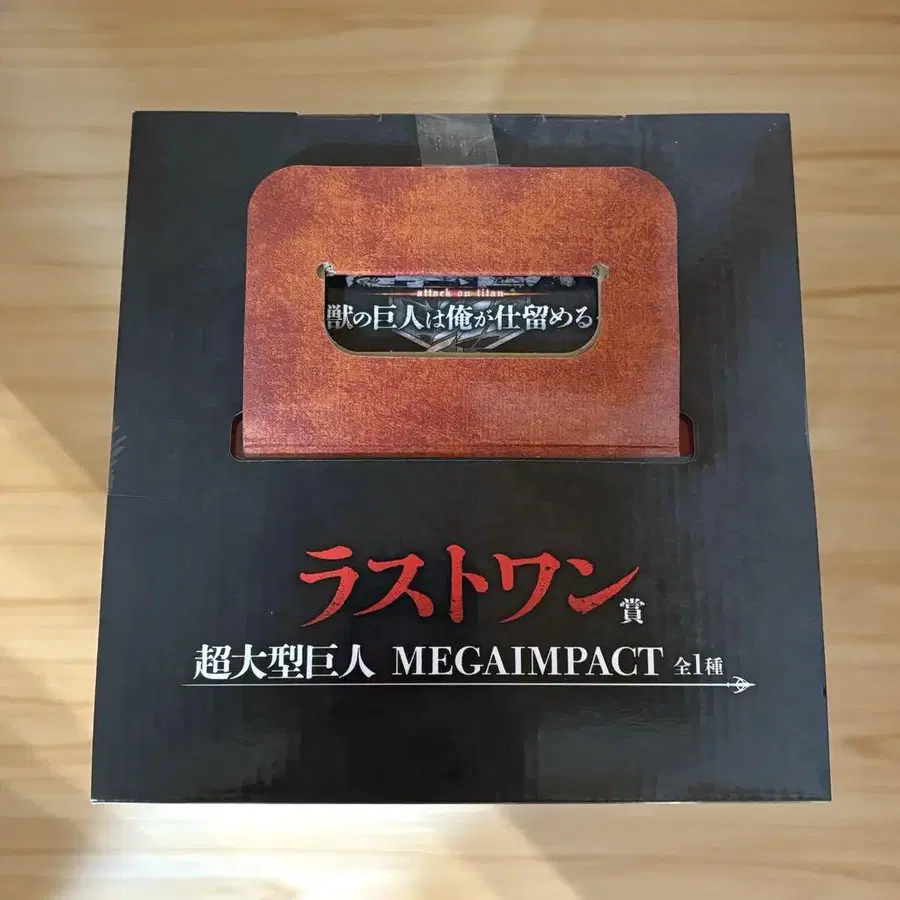 attack on titan
獣の巨人は俺が仕留める
ラストワン賞
超大型巨人 MEGAIMPACT 全1種